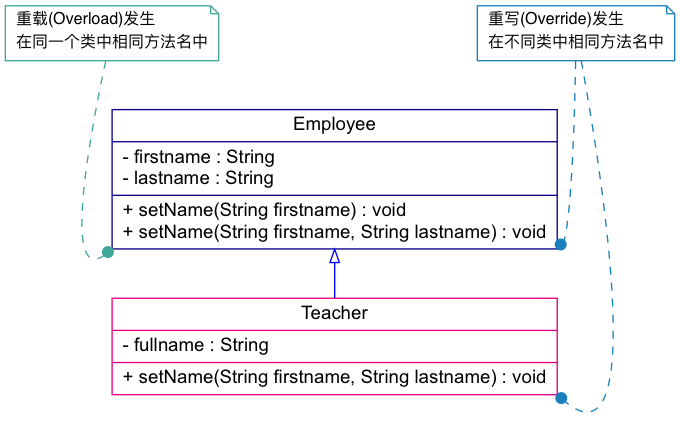 重载(Overload)发生
在同一个类中相同方法名中
重写(Override)发生
在不同类中相同方法名中
Employee
- firstname : String
- lastname : String
+ setName(String firstname) : void
+ setName(String firstname, String lastname) : void
Teacher
- fullname : String
+ setName(String firstname, String lastname) : void